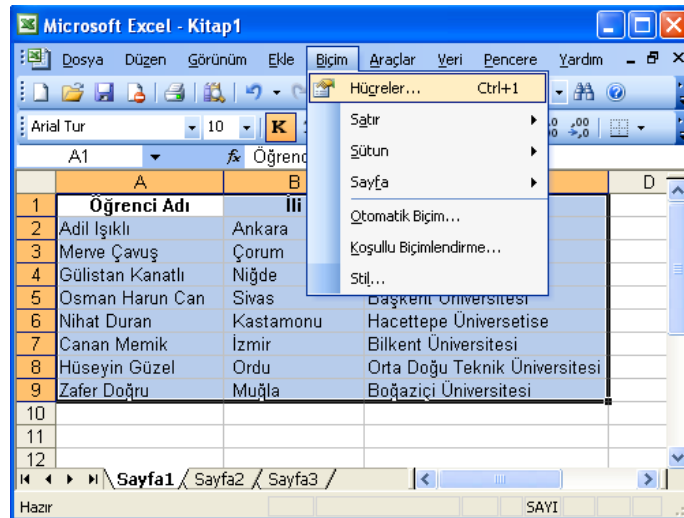 Microsoft Excel - Kitap1
Dosya Düzen Görünüm Ekle Biçim Araçlar Veri Pencere Yardım
Arial Tur 10 K
A1 fx Öğrenc
Hücreler... Ctrl+1
Satır
Sütun
Sayfa
Otomatik Biçim...
Koşullu Biçimlendirme...
Stil...
A B D
1 Öğrenci Adı İli
2 Adil Işıklı Ankara
3 Merve Çavuş Çorum
4 Gülistan Kanatlı Niğde
5 Osman Harun Can Sivas Başkent Üniversitesi
6 Nihat Duran Kastamonu Hacettepe Üniversetise
7 Canan Memik İzmir Bilkent Üniversitesi
8 Hüseyin Güzel Ordu Orta Doğu Teknik Üniversitesi
9 Zafer Doğru Muğla Boğaziçi Üniversitesi
10
11
12
Sayfa1 Sayfa2 Sayfa3
Hazır SAYI